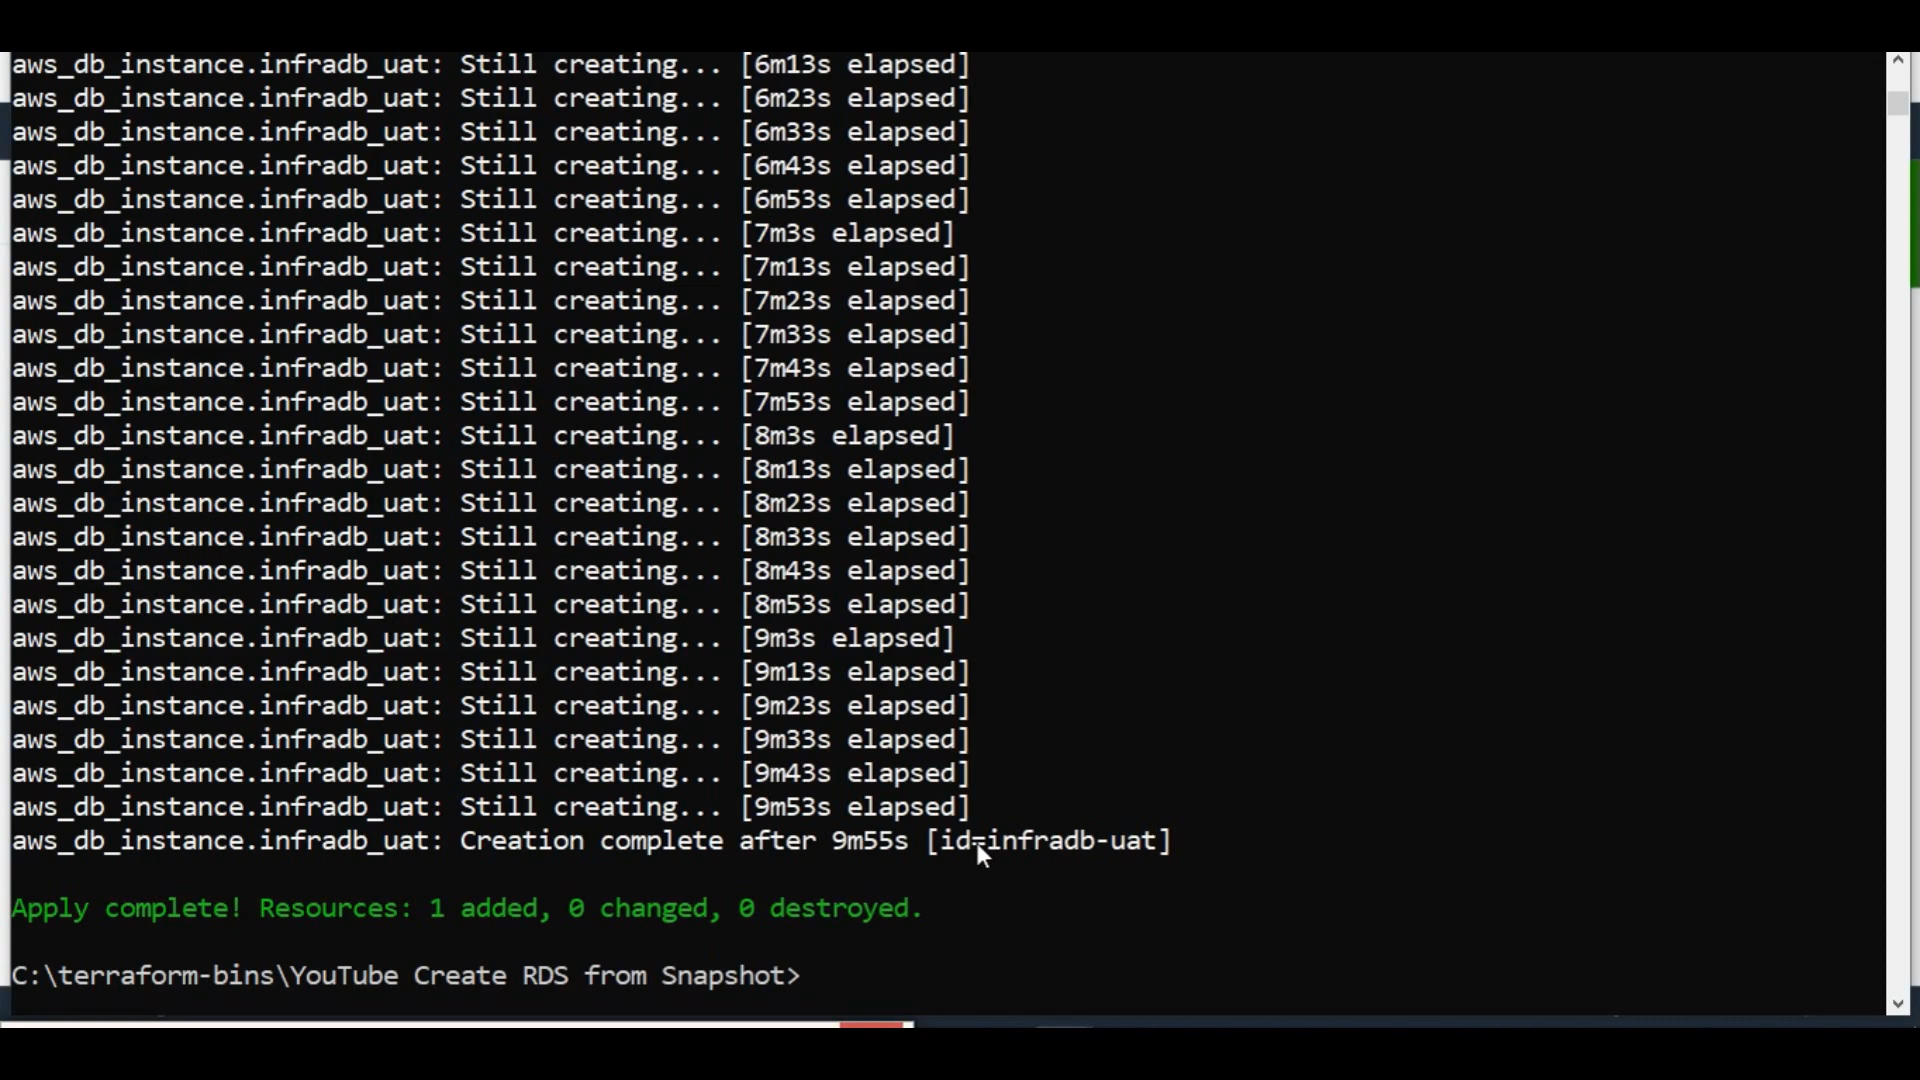 aws_db_instance.infradb_uat: Still creating... [6m13s elapsed]
aws_db_instance.infradb_uat: Still creating... [6m23s elapsed]
aws_db_instance.infradb_uat: Still creating... [6m33s elapsed]
aws_db_instance.infradb_uat: Still creating... [6m43s elapsed]
aws_db_instance.infradb_uat: Still creating... [6m53s elapsed]
aws_db_instance.infradb_uat: Still creating... [7m3s elapsed]
aws_db_instance.infradb_uat: Still creating... [7m13s elapsed]
aws_db_instance.infradb_uat: Still creating... [7m23s elapsed]
aws_db_instance.infradb_uat: Still creating... [7m33s elapsed]
aws_db_instance.infradb_uat: Still creating... [7m43s elapsed]
aws_db_instance.infradb_uat: Still creating... [7m53s elapsed]
aws_db_instance.infradb_uat: Still creating... [8m3s elapsed]
aws_db_instance.infradb_uat: Still creating... [8m13s elapsed]
aws_db_instance.infradb_uat: Still creating... [8m23s elapsed]
aws_db_instance.infradb_uat: Still creating... [8m33s elapsed]
aws_db_instance.infradb_uat: Still creating... [8m43s elapsed]
aws_db_instance.infradb_uat: Still creating... [8m53s elapsed]
aws_db_instance.infradb_uat: Still creating... [9m3s elapsed]
aws_db_instance.infradb_uat: Still creating... [9m13s elapsed]
aws_db_instance.infradb_uat: Still creating... [9m23s elapsed]
aws_db_instance.infradb_uat: Still creating... [9m33s elapsed]
aws_db_instance.infradb_uat: Still creating... [9m43s elapsed]
aws_db_instance.infradb_uat: Still creating... [9m53s elapsed]
aws_db_instance.infradb_uat: Creation complete after 9m55s [id=infradb-uat]
Apply complete! Resources: 1 added, 0 changed, 0 destroyed.
C:\terraform-bins\YouTube Create RDS from Snapshot>